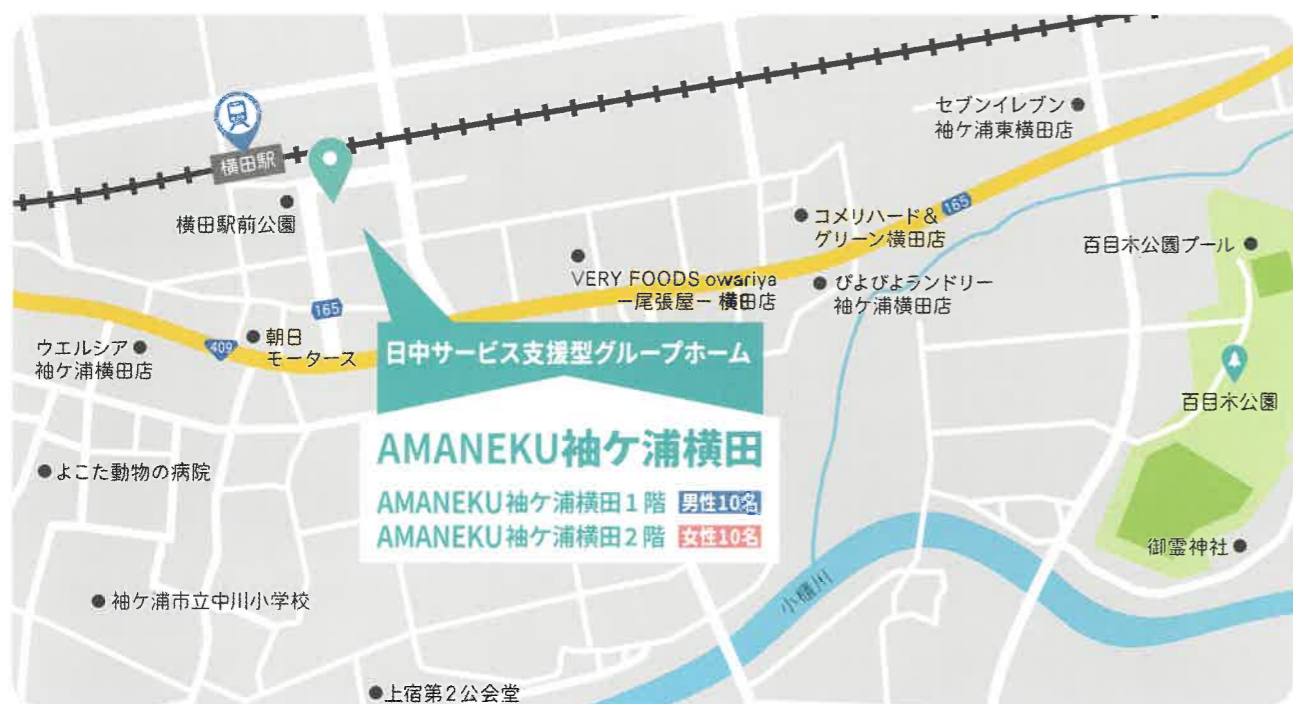 セブンイレブン
袖ケ浦東横田店
横田駅
横田駅前公園
コメリハード&
グリーン横田店
165
百目木公園プール
VERY FOODS owariya
ー尾張屋ー 横田店
ぴよぴよランドリー
袖ケ浦横田店
165
409
朝日
モータース
ウエルシア
袖ケ浦横田店
日中サービス支援型グループホーム
百目木公園
AMANEKU袖ケ浦横田
よこた動物の病院
AMANEKU袖ケ浦横田1階 男性10名
AMANEKU袖ケ浦横田2階 女性10名
御霊神社
小櫃川
袖ケ浦市立中川小学校
上宿第2公会堂